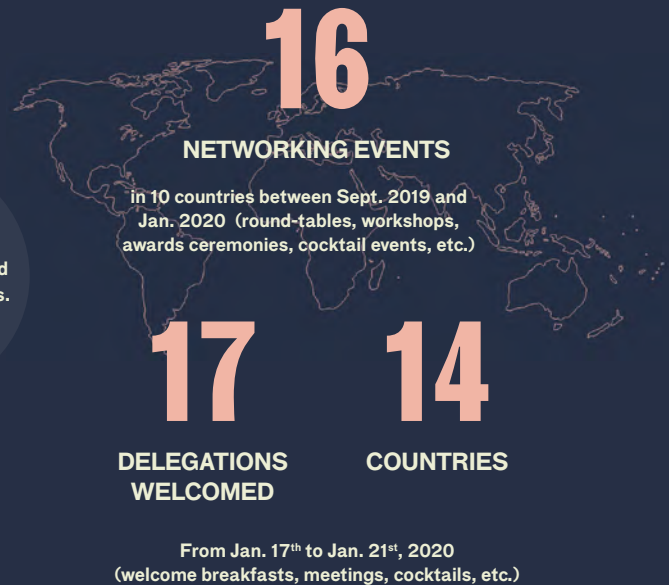 16
NETWORKING EVENTS
in 10 countries between Sept. 2019 and
Jan. 2020 (round-tables, workshops,
awards ceremonies, cocktail events, etc.)
d
s.
17
14
DELEGATIONS
WELCOMED
COUNTRIES
From Jan. 17th to Jan. 21st, 2020
(welcome breakfasts, meetings, cocktails, etc.)